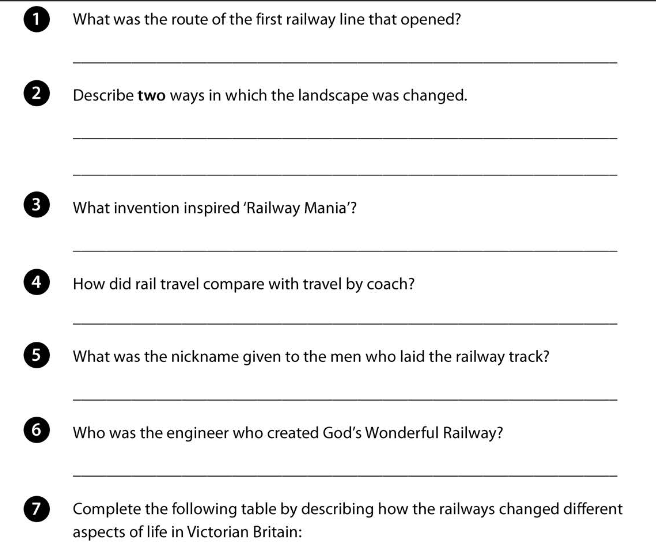 1 What was the route of the first railway line that opened?
2 Describe two ways in which the landscape was changed.
3 What invention inspired ‘Railway Mania’?
4 How did rail travel compare with travel by coach?
5 What was the nickname given to the men who laid the railway track?
6 Who was the engineer who created God’s Wonderful Railway?
7 Complete the following table by describing how the railways changed different
aspects of life in Victorian Britain: